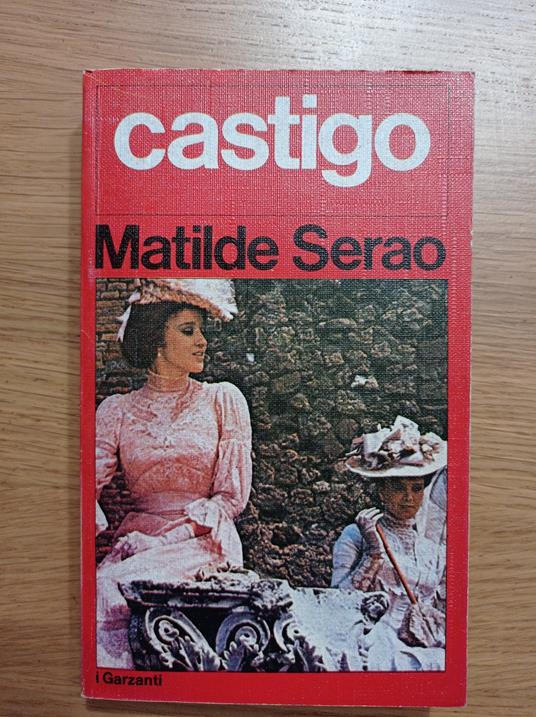 castigo
Matilde Serao
i Garzanti